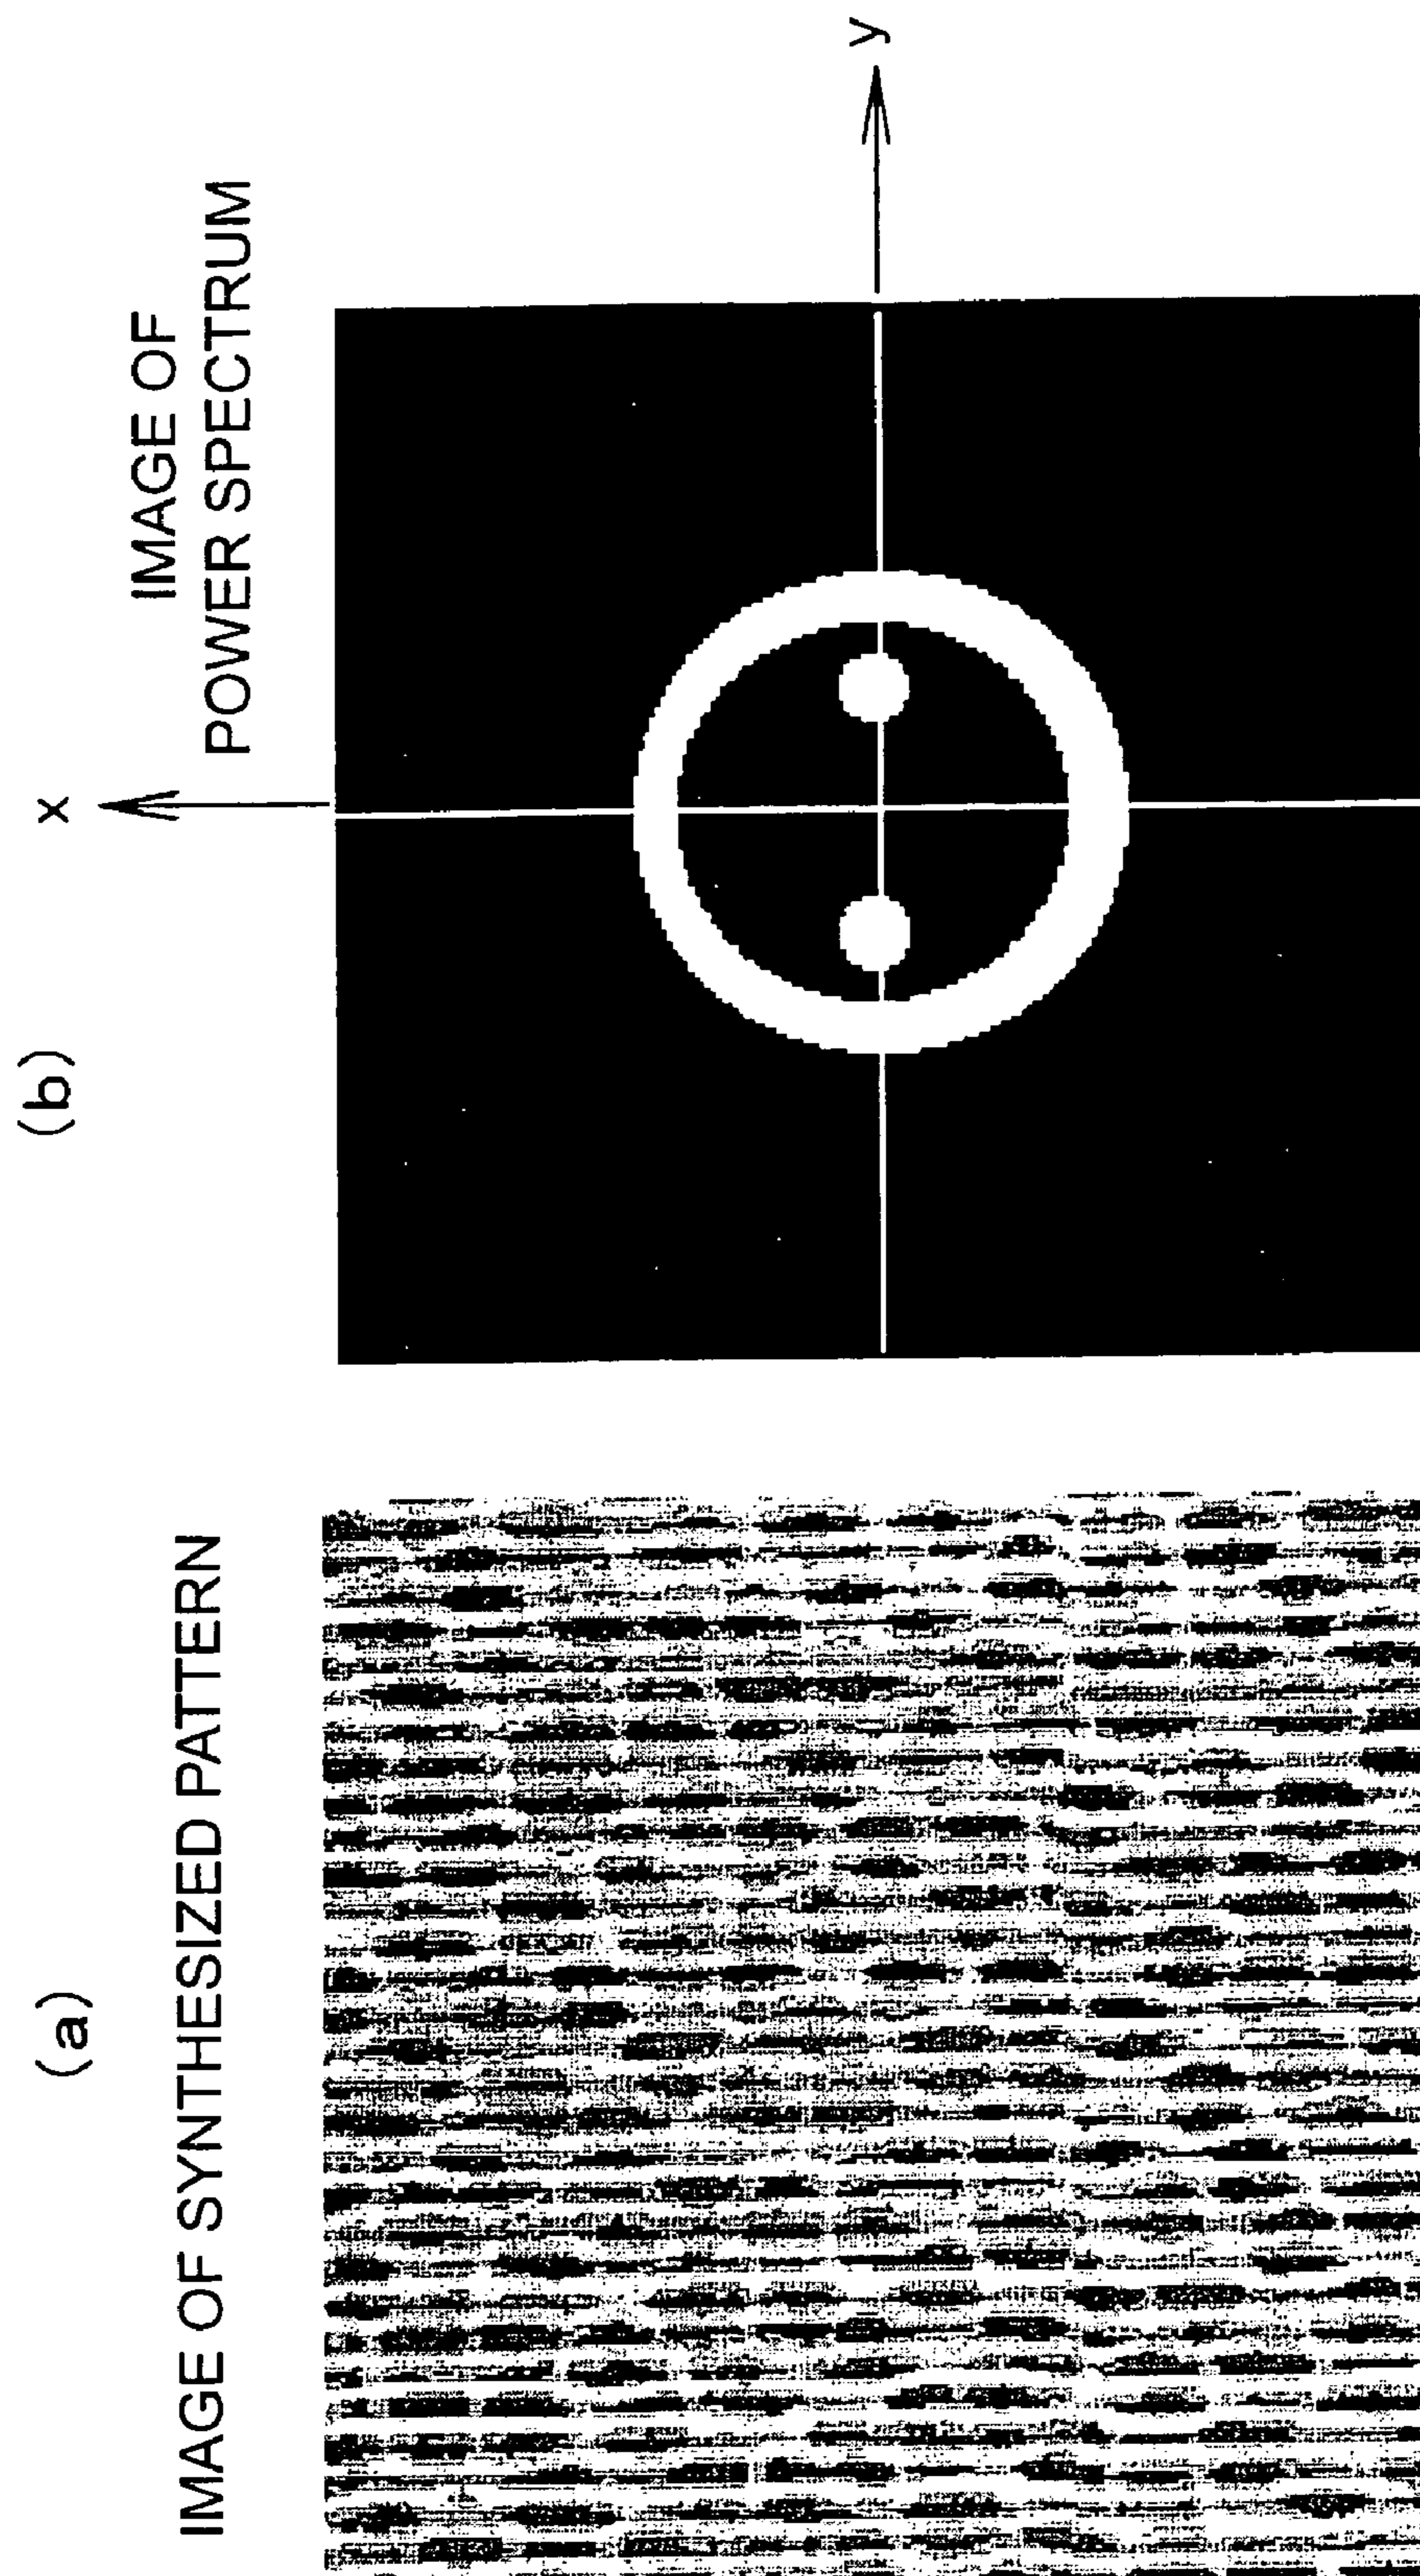 (a)
IMAGE OF SYNTHESIZED PATTERN
(b)
IMAGE OF
POWER SPECTRUM
x
y